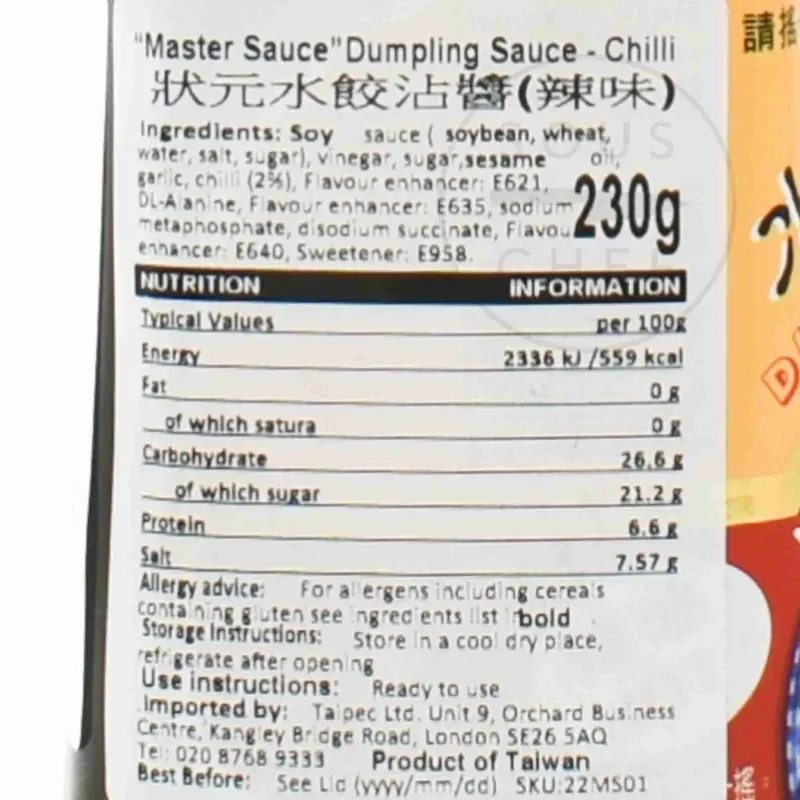 “Master Sauce” Dumpling Sauce - Chilli
狀元水餃沾醬(辣味)
Ingredients: Soy sauce ( soybean, wheat,
water, salt, sugar), vinegar, sugar,sesame oil,
garlic, chilli (2%), Flavour enhancer: E621,
DL-Alanine, Flavour enhancer: E635, sodium
metaphosphate, disodium succinate, Flavou
enhancer: E640, Sweetener: E958.
230g
NUTRITION INFORMATION
Typical Values per 100g
Energy 2336 kJ /559 kcal
Fat 0 g
of which satura 0 g
Carbohydrate 26.6 g
of which sugar 21.2 g
Protein 6.6 g
Salt 7.57 g
Allergy advice: For allergens including cereals
containing gluten see ingredients list in bold .
Storage Instructions: Store in a cool dry place,
refrigerate after opening
Use instructions: Ready to use
Imported by: Taipec Ltd. Unit 9, Orchard Business
Centre, Kangley Bridge Road, London SE26 5AQ
Tel: 020 8768 9333 Product of Taiwan
Best Before: See Lid (yyyy/mm/dd) SKU:22MS01
請搖
搖